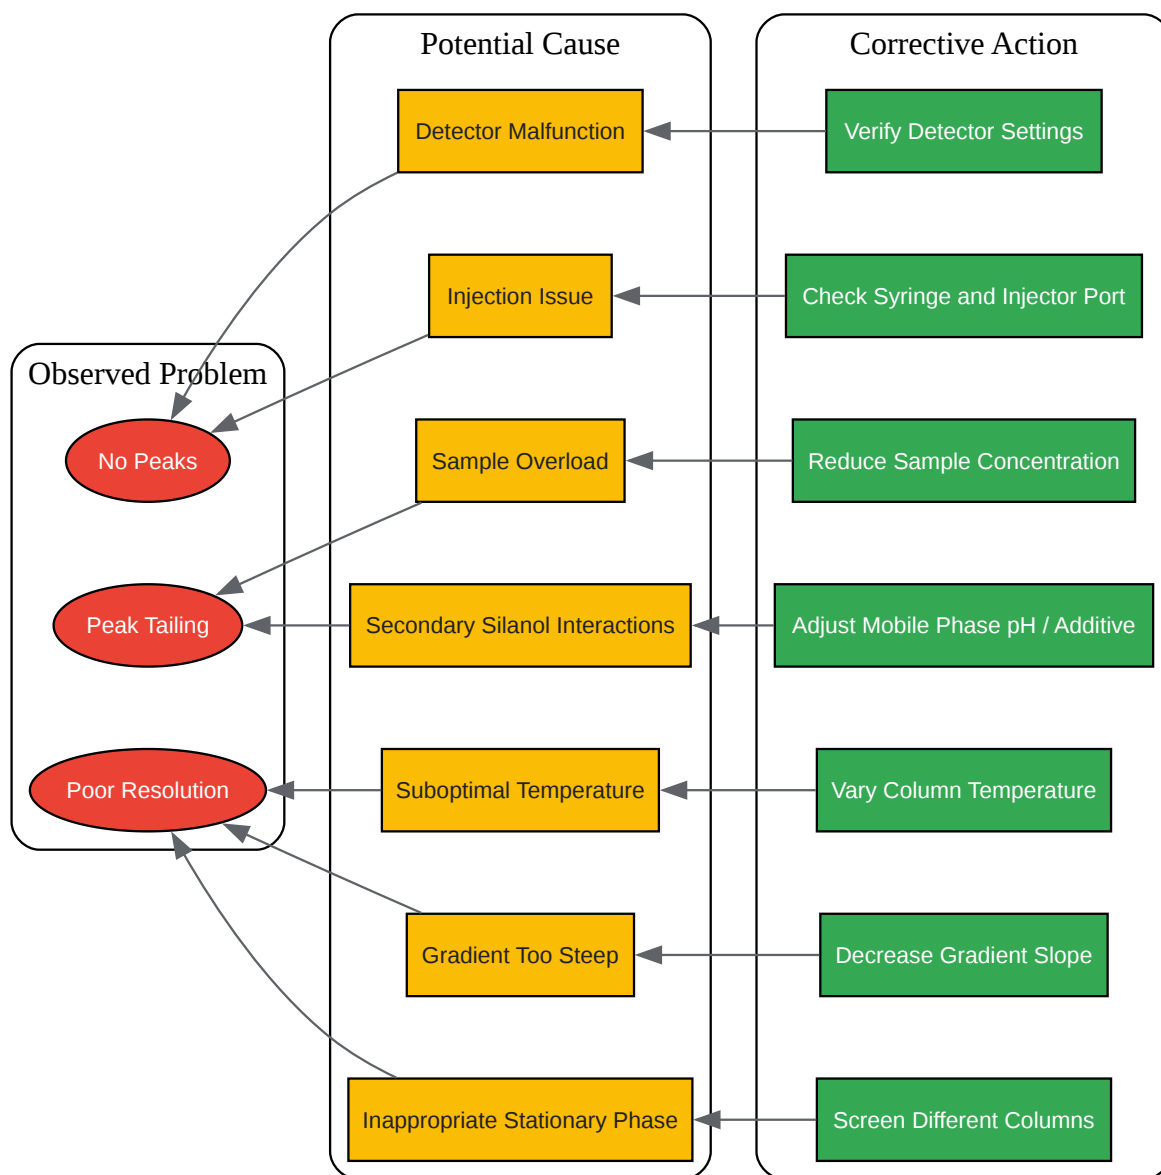 Potential Cause
Corrective Action
Detector Malfunction
Verify Detector Settings
Injection Issue
Check Syringe and Injector Port
Observed Problem
No Peaks
Sample Overload
Reduce Sample Concentration
Peak Tailing
Secondary Silanol Interactions
Adjust Mobile Phase pH / Additive
Poor Resolution
Suboptimal Temperature
Vary Column Temperature
Gradient Too Steep
Decrease Gradient Slope
Inappropriate Stationary Phase
Screen Different Columns